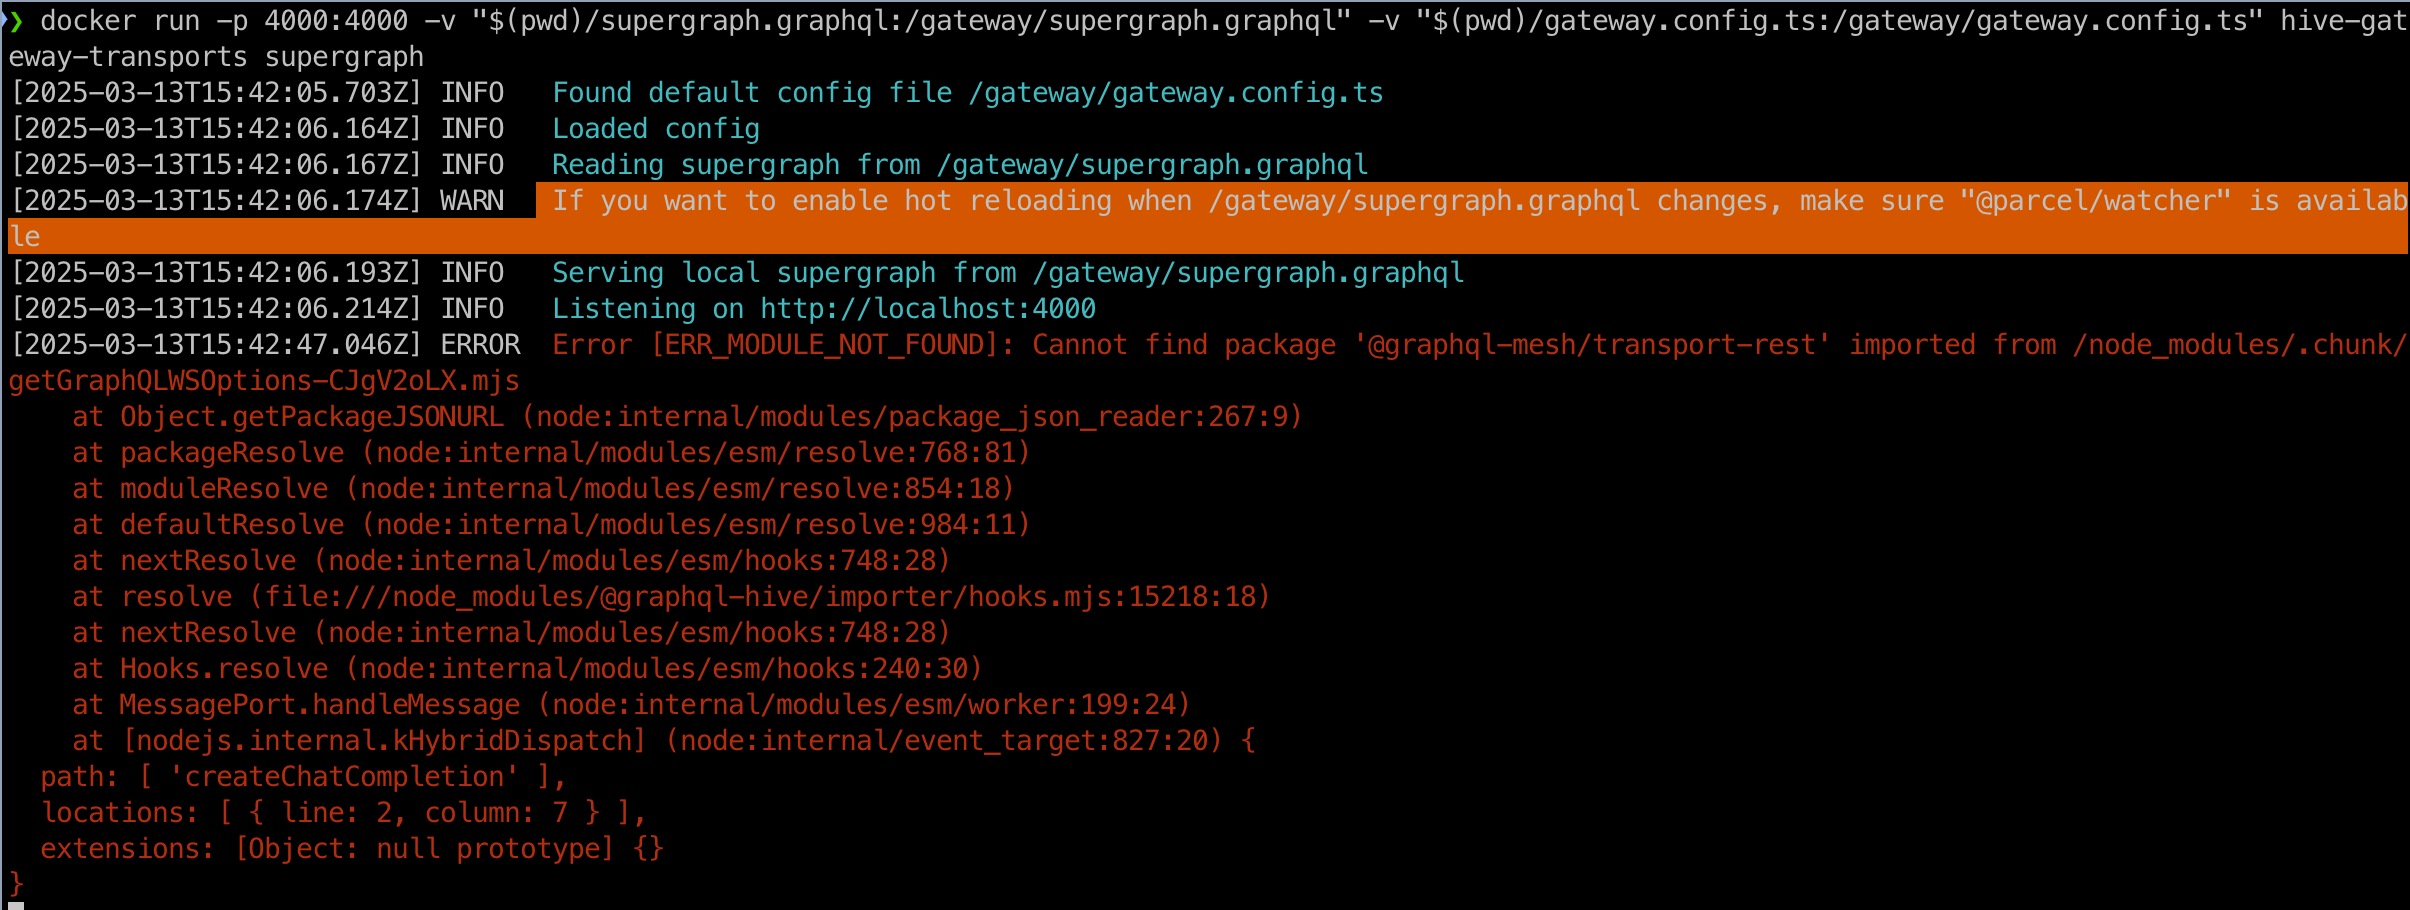 ❯ docker run -p 4000:4000 -v "$(pwd)/supergraph.graphql:/gateway/supergraph.graphql" -v "$(pwd)/gateway.config.ts:/gateway/gateway.config.ts" hive-gat
eway-transports supergraph
[2025-03-13T15:42:05.703Z] INFO   Found default config file /gateway/gateway.config.ts
[2025-03-13T15:42:06.164Z] INFO   Loaded config
[2025-03-13T15:42:06.167Z] INFO   Reading supergraph from /gateway/supergraph.graphql
[2025-03-13T15:42:06.174Z] WARN   If you want to enable hot reloading when /gateway/supergraph.graphql changes, make sure "@parcel/watcher" is availab
le
[2025-03-13T15:42:06.193Z] INFO   Serving local supergraph from /gateway/supergraph.graphql
[2025-03-13T15:42:06.214Z] INFO   Listening on http://localhost:4000
[2025-03-13T15:42:47.046Z] ERROR  Error [ERR_MODULE_NOT_FOUND]: Cannot find package '@graphql-mesh/transport-rest' imported from /node_modules/.chunk/
getGraphQLWSOptions-CJgV2oLX.mjs
    at Object.getPackageJSONURL (node:internal/modules/package_json_reader:267:9)
    at packageResolve (node:internal/modules/esm/resolve:768:81)
    at moduleResolve (node:internal/modules/esm/resolve:854:18)
    at defaultResolve (node:internal/modules/esm/resolve:984:11)
    at nextResolve (node:internal/modules/esm/hooks:748:28)
    at resolve (file:///node_modules/@graphql-hive/importer/hooks.mjs:15218:18)
    at nextResolve (node:internal/modules/esm/hooks:748:28)
    at Hooks.resolve (node:internal/modules/esm/hooks:240:30)
    at MessagePort.handleMessage (node:internal/modules/esm/worker:199:24)
    at [nodejs.internal.kHybridDispatch] (node:internal/event_target:827:20) {
  path: [ 'createChatCompletion' ],
  locations: [ { line: 2, column: 7 } ],
  extensions: [Object: null prototype] {}
}